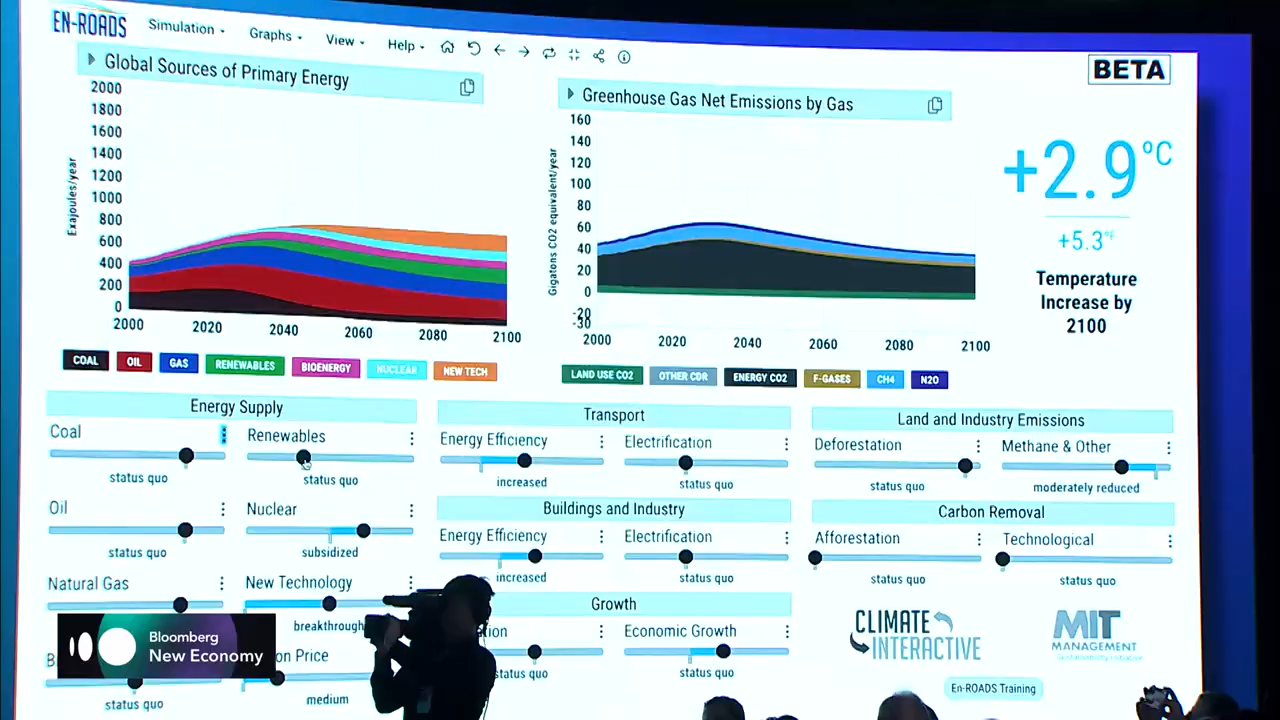 EN-ROADS Simulation Graphs View Help
BETA
Global Sources of Primary Energy
2000
1800
1600
1400
1200
1000
800
600
400
200
0
Exajoules/year
2000 2020 2040 2060 2080 2100
COAL OIL GAS RENEWABLES BIOENERGY NUCLEAR NEW TECH
Greenhouse Gas Net Emissions by Gas
160
140
120
100
80
60
40
20
0
-20
-30
Gigatons CO2 equivalent/year
2000 2020 2040 2060 2080 2100
LAND USE CO2 OTHER CDR ENERGY CO2 F-GASES CH4 N2O
+2.9°C
+5.3°F
Temperature
Increase by
2100
Energy Supply
Coal Renewables
status quo status quo
Oil Nuclear
status quo subsidized
Natural Gas New Technology
breakthrough
on Price
status quo medium
Transport
Energy Efficiency Electrification
increased status quo
Buildings and Industry
Energy Efficiency Electrification
increased status quo
Growth
tion Economic Growth
status quo status quo
Land and Industry Emissions
Deforestation Methane & Other
status quo moderately reduced
Carbon Removal
Afforestation Technological
status quo status quo
CLIMATE
INTERACTIVE
MIT
MANAGEMENT
Sustainability Initiative
En-ROADS Training
Bloomberg
New Economy